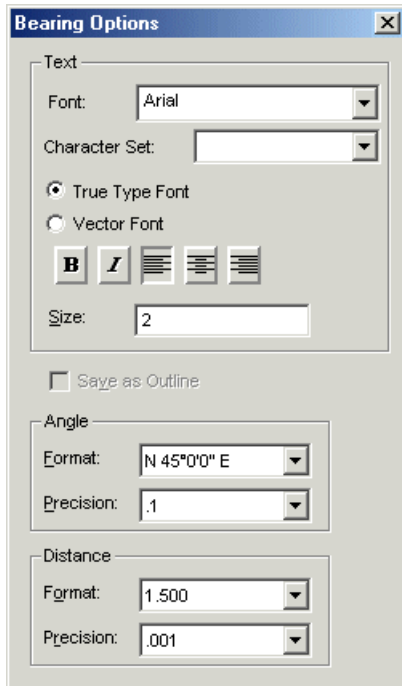 Bearing Options
Text
Font: Arial
Character Set:
True Type Font
Vector Font
B I
Size: 2
Save as Outline
Angle
Format: N 45°0'0" E
Precision: .1
Distance
Format: 1.500
Precision: .001